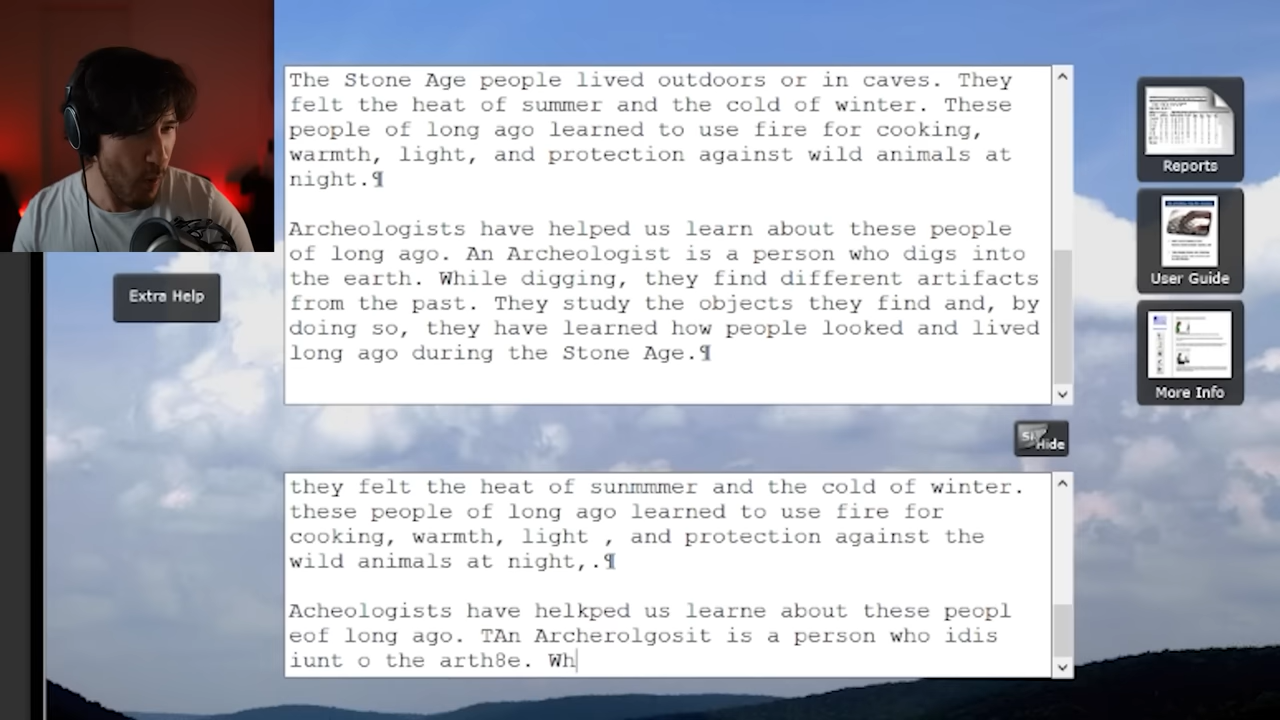 The Stone Age people lived outdoors or in caves. They
felt the heat of summer and the cold of winter. These
people of long ago learned to use fire for cooking,
warmth, light, and protection against wild animals at
night.¶
Archeologists have helped us learn about these people
of long ago. An Archeologist is a person who digs into
the earth. While digging, they find different artifacts
from the past. They study the objects they find and, by
doing so, they have learned how people looked and lived
long ago during the Stone Age.¶
Reports
User Guide
More Info
Extra Help
Hide
they felt the heat of sunmmmer and the cold of winter.
these people of long ago learned to use fire for
cooking, warmth, light , and protection against the
wild animals at night,.¶
Acheologists have helkped us learne about these peopl
eof long ago. TAn Archerolgosit is a person who idis
iunt o the arth8e. Wh